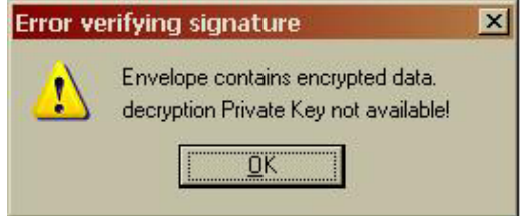 Error verifying signature
Envelope contains encrypted data.
decryption Private Key not available!
OK